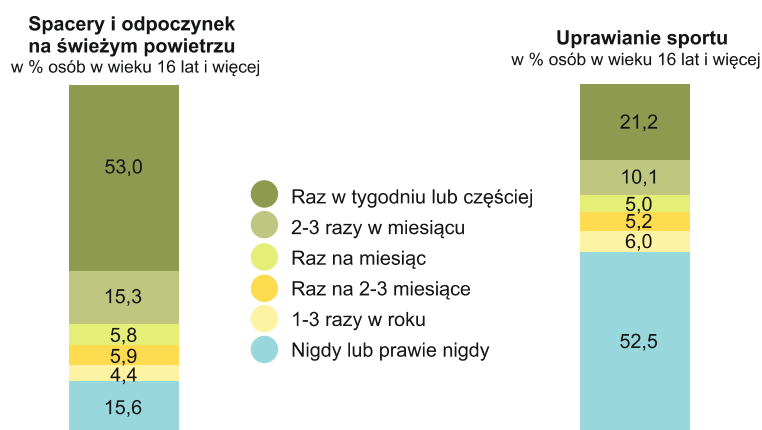 Spacery i odpoczynek
na świeżym powietrzu
w % osób w wieku 16 lat i więcej
53,0
15,3
5,8
5,9
4,4
15,6
Raz w tygodniu lub częściej
2-3 razy w miesiącu
Raz na miesiąc
Raz na 2-3 miesiące
1-3 razy w roku
Nigdy lub prawie nigdy
Uprawianie sportu
w % osób w wieku 16 lat i więcej
21,2
10,1
5,0
5,2
6,0
52,5